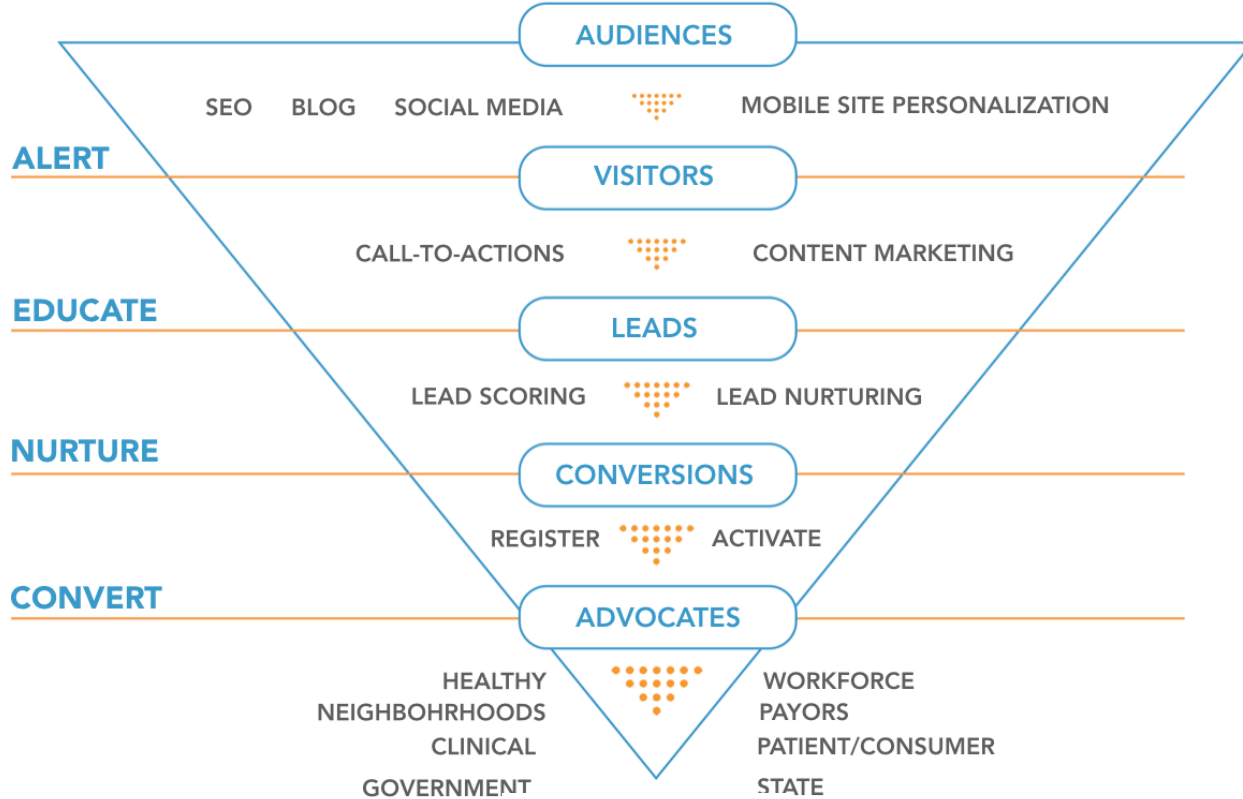 AUDIENCES
SEO BLOG SOCIAL MEDIA MOBILE SITE PERSONALIZATION
ALERT
VISITORS
CALL-TO-ACTIONS CONTENT MARKETING
EDUCATE
LEADS
LEAD SCORING LEAD NURTURING
NURTURE
CONVERSIONS
REGISTER ACTIVATE
CONVERT
ADVOCATES
HEALTHY WORKFORCE
NEIGHBOHRHOODS PAYORS
CLINICAL PATIENT/CONSUMER
GOVERNMENT STATE